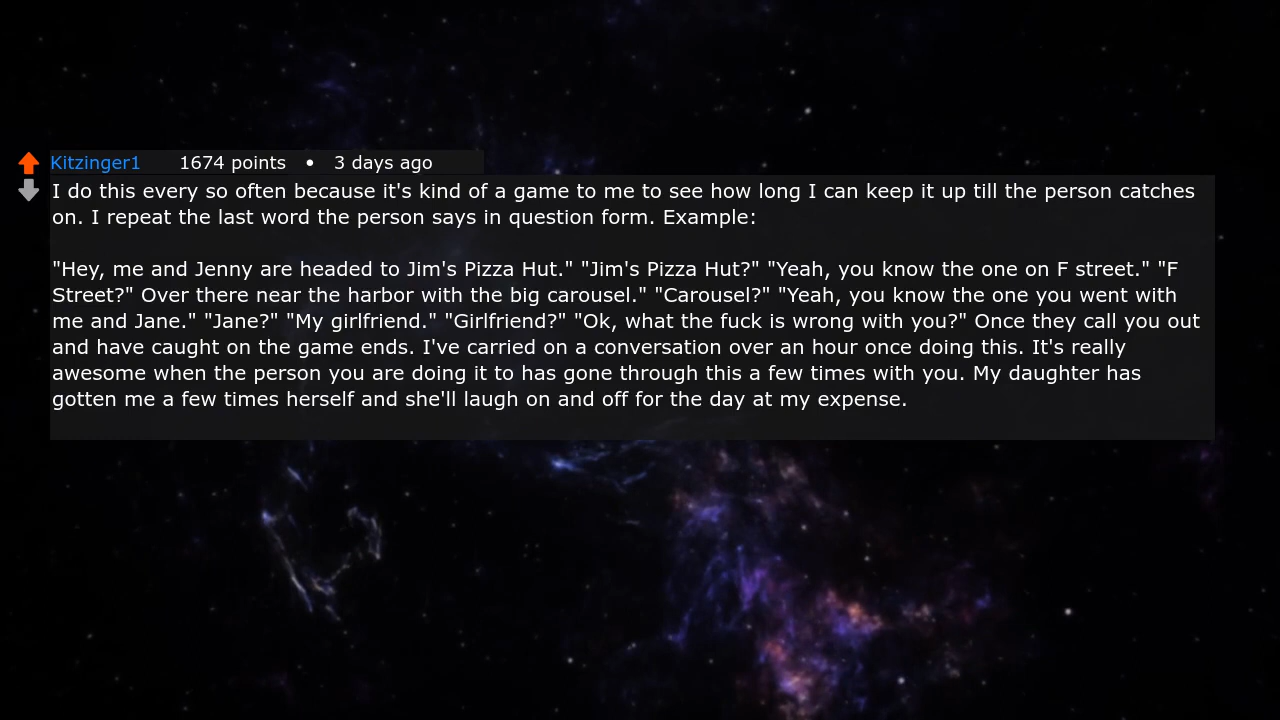 Kitzinger1 1674 points • 3 days ago
I do this every so often because it's kind of a game to me to see how long I can keep it up till the person catches
on. I repeat the last word the person says in question form. Example:
"Hey, me and Jenny are headed to Jim's Pizza Hut." "Jim's Pizza Hut?" "Yeah, you know the one on F street." "F
Street?" Over there near the harbor with the big carousel." "Carousel?" "Yeah, you know the one you went with
me and Jane." "Jane?" "My girlfriend." "Girlfriend?" "Ok, what the fuck is wrong with you?" Once they call you out
and have caught on the game ends. I've carried on a conversation over an hour once doing this. It's really
awesome when the person you are doing it to has gone through this a few times with you. My daughter has
gotten me a few times herself and she'll laugh on and off for the day at my expense.